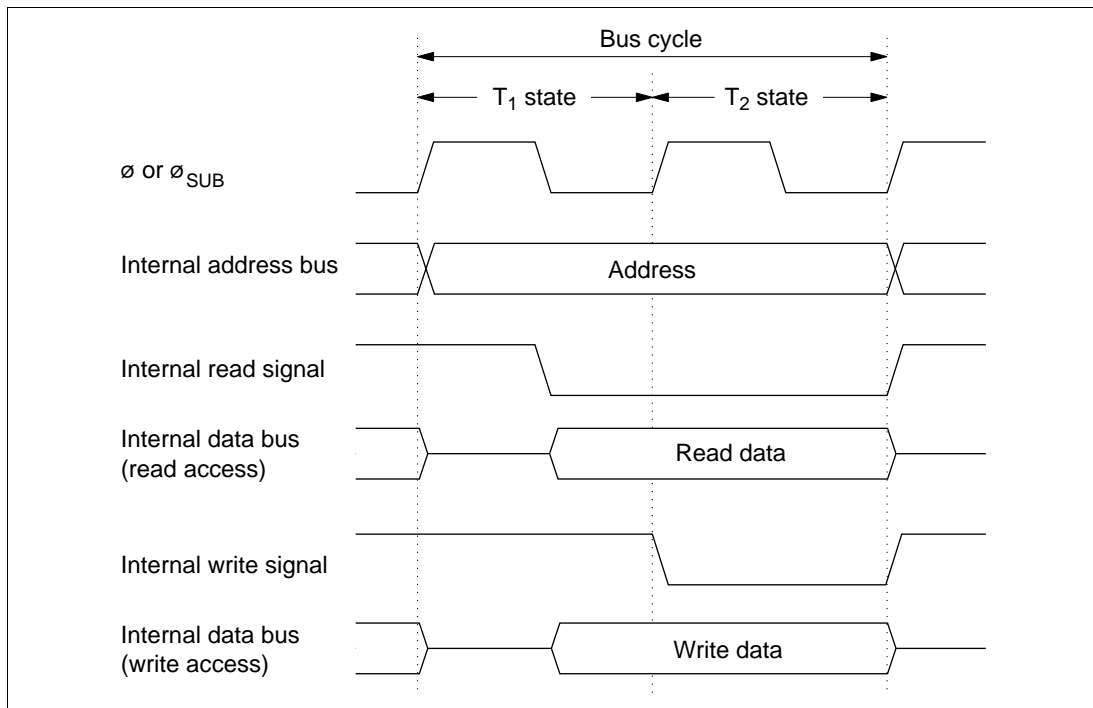 Bus cycle
T1 state
T2 state
ø or øSUB
Internal address bus
Address
Internal read signal
Internal data bus
(read access)
Read data
Internal write signal
Internal data bus
(write access)
Write data